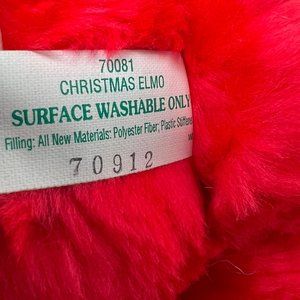 70081
CHRISTMAS ELMO
SURFACE WASHABLE ONLY
Filling: All New Materials: Polyester Fiber; Plastic
70912